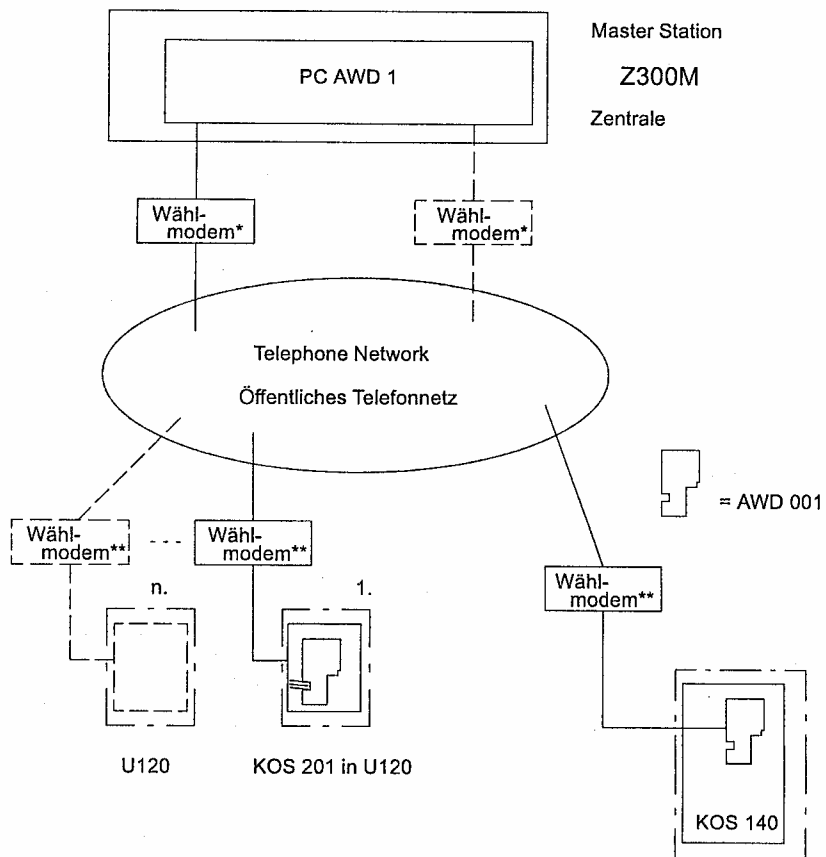 Master Station
PC AWD 1
Z300M
Zentrale
Wähl-
modem*
Wähl-
modem*
Telephone Network
Öffentliches Telefonnetz
= AWD 001
Wähl-
modem**
- - -
Wähl-
modem**
Wähl-
modem**
n.
1.
U120
KOS 201 in U120
KOS 140